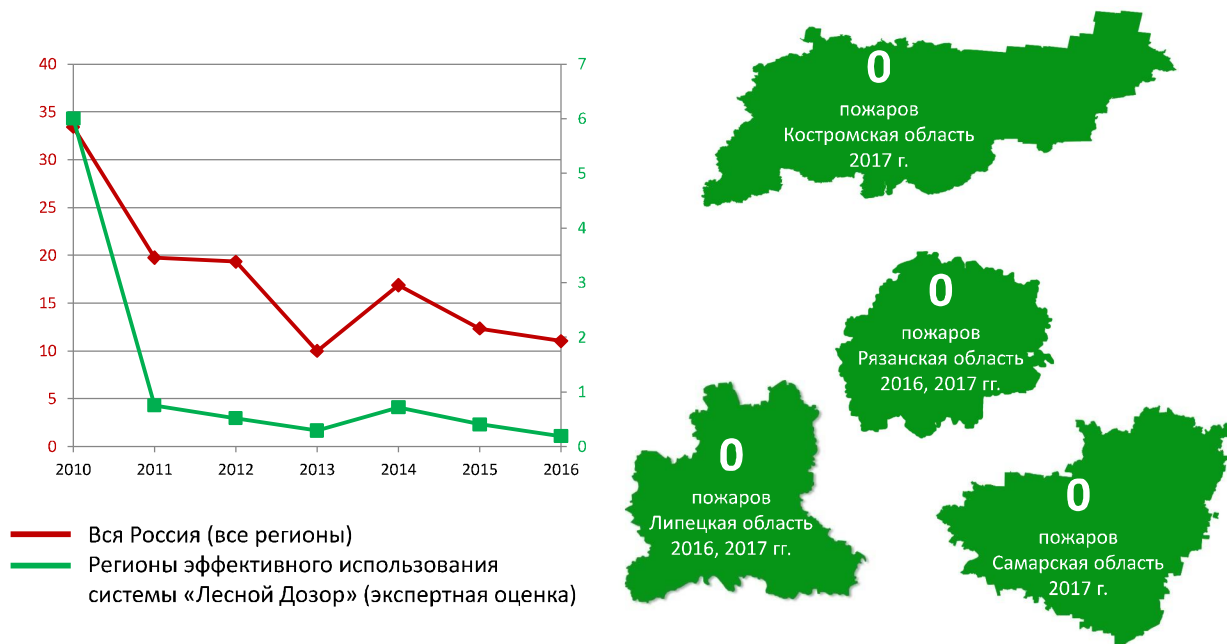 40
35
30
25
20
15
10
5
0
7
6
5
4
3
2
1
0
2010
2011
2012
2013
2014
2015
2016
Вся Россия (все регионы)
Регионы эффективного использования
системы «Лесной Дозор» (экспертная оценка)
0
пожаров
Костромская область
2017 г.
0
пожаров
Рязанская область
2016, 2017 гг.
0
пожаров
Липецкая область
2016, 2017 гг.
0
пожаров
Самарская область
2017 г.